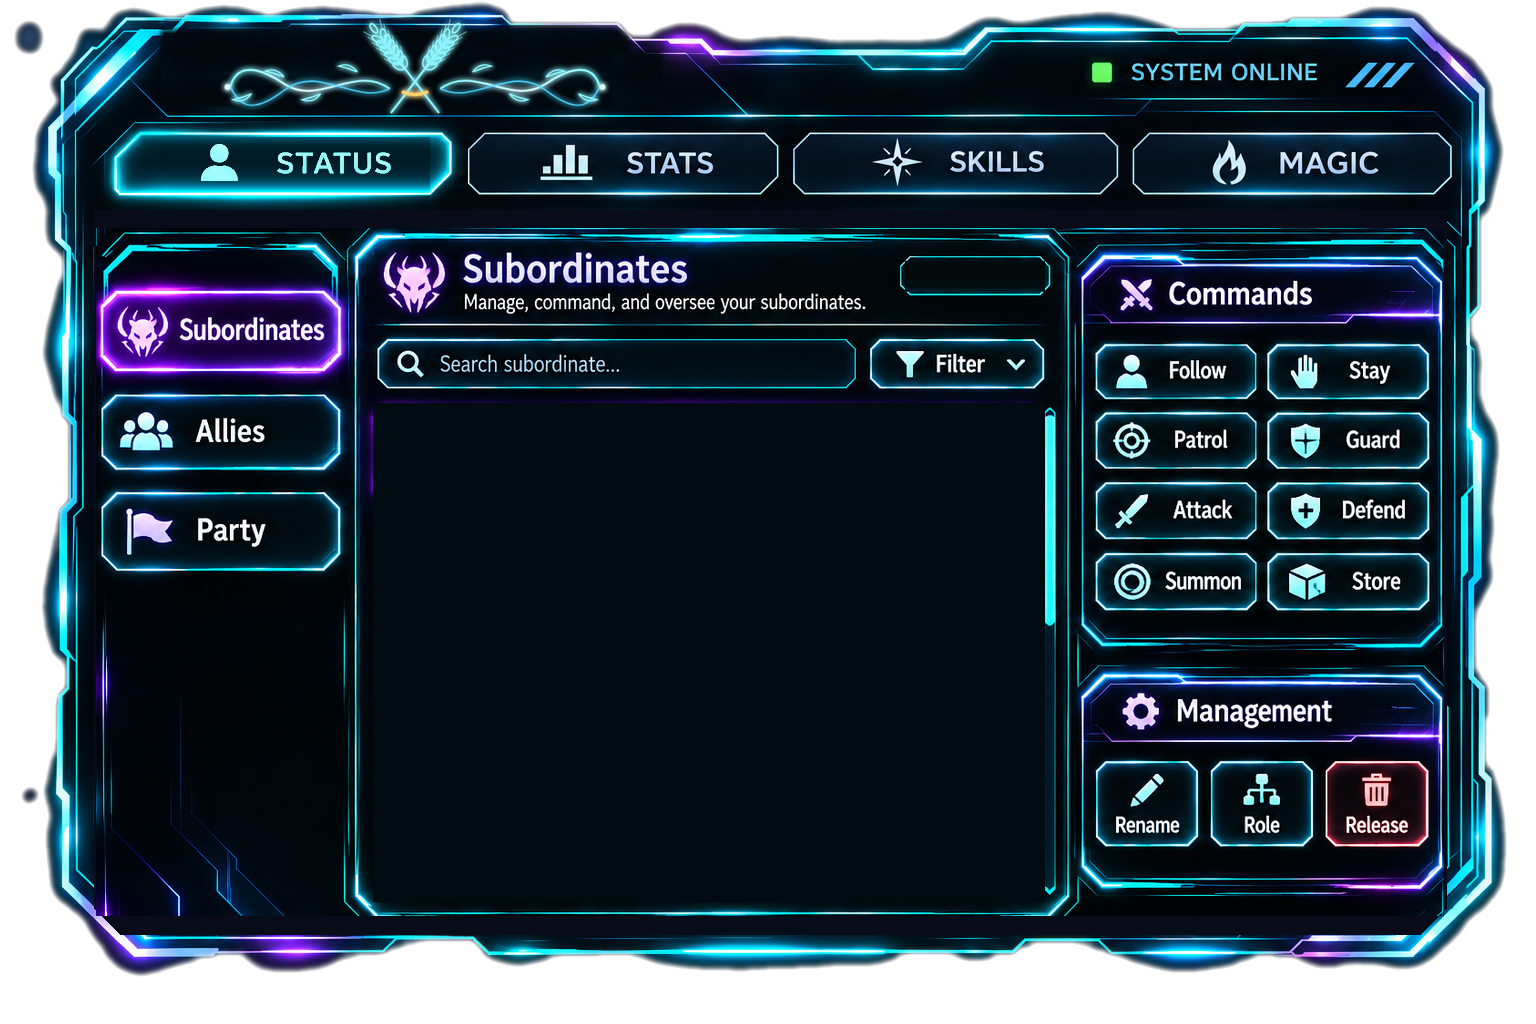 SYSTEM ONLINE
STATUS
STATS
SKILLS
MAGIC
Subordinates
Allies
Party
Subordinates
Manage, command, and oversee your subordinates.
Search subordinate...
Filter
Commands
Follow
Stay
Patrol
Guard
Attack
Defend
Summon
Store
Management
Rename
Role
Release